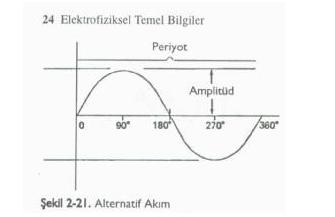 24 Elektrofiziksel Temel Bilgiler
Periyot
Amplitüd
0 90° 180° 270° 360°
Şekil 2-21. Alternatif Akım